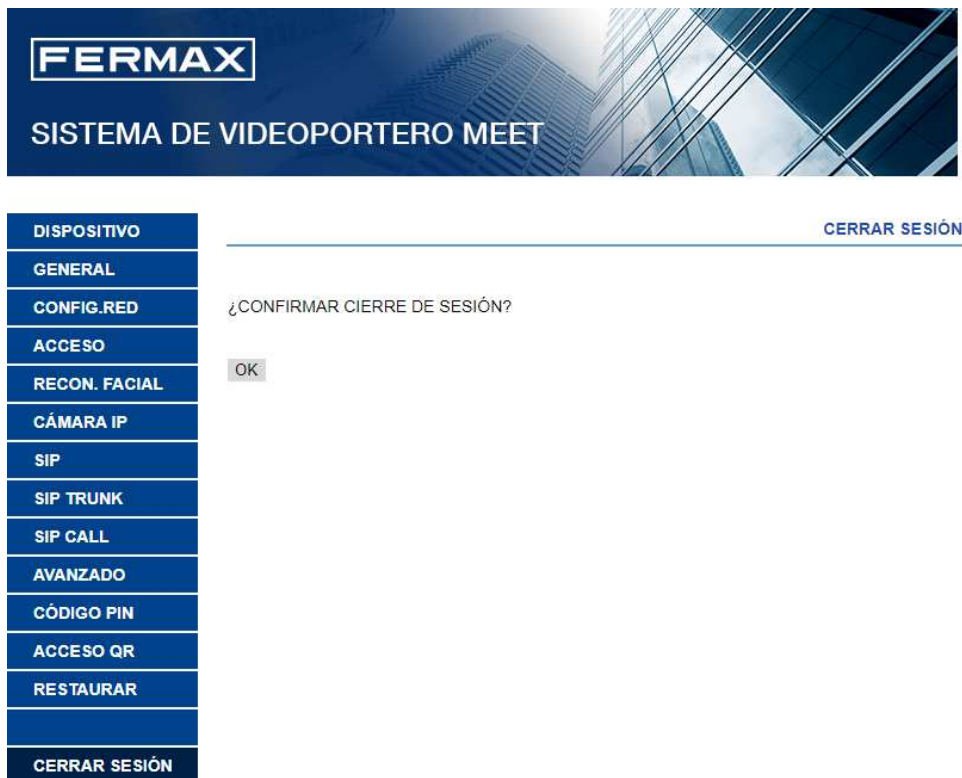 FERMAX
SISTEMA DE VIDEOPORTERO MEET
DISPOSITIVO
GENERAL
CONFIG.RED
ACCESO
RECON. FACIAL
CÁMARA IP
SIP
SIP TRUNK
SIP CALL
AVANZADO
CÓDIGO PIN
ACCESO QR
RESTAURAR
CERRAR SESIÓN
CERRAR SESIÓN
¿CONFIRMAR CIERRE DE SESIÓN?
OK